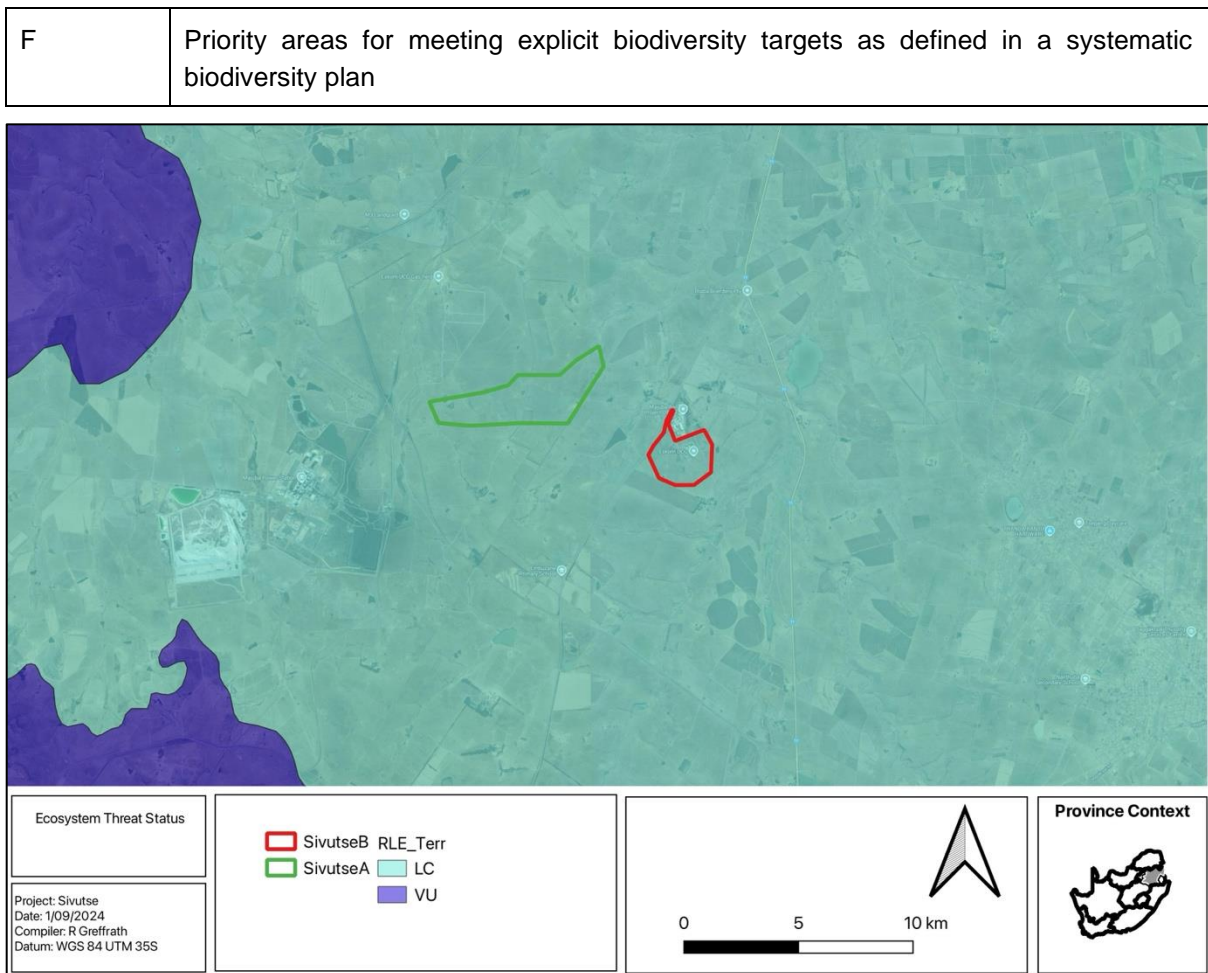 F
Priority areas for meeting explicit biodiversity targets as defined in a systematic
biodiversity plan
Ecosystem Threat Status
Project: Sivutse
Date: 1/09/2024
Compiler: R Greffrath
Datum: WGS 84 UTM 35S
SivutseB
SivutseA
RLE_Terr
LC
VU
0 5 10 km
Province Context